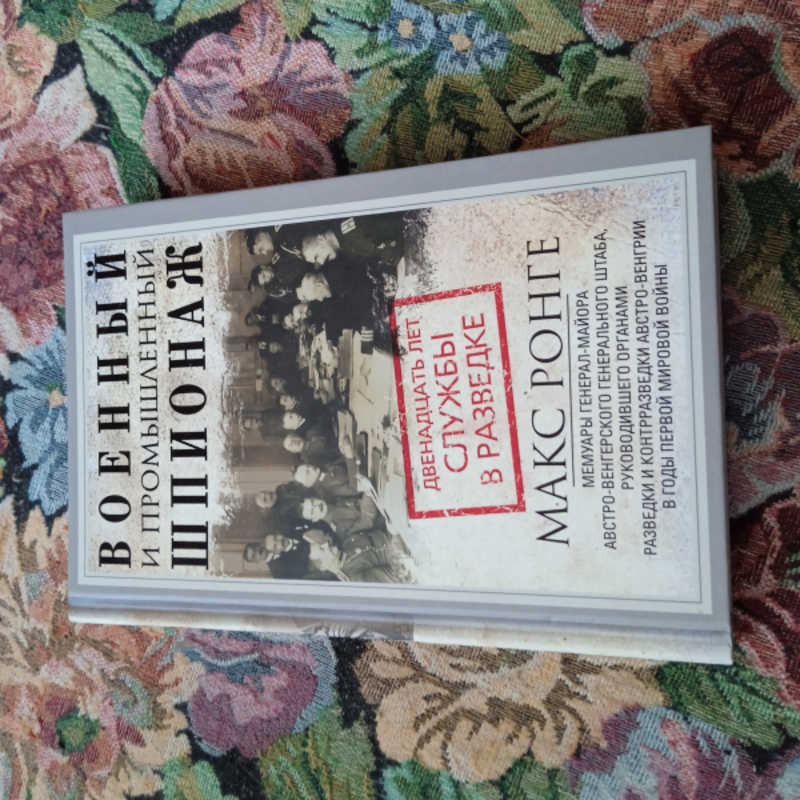 ВОЕННЫЙ
И ПРОМЫШЛЕННЫЙ
ШПИОНАЖ
ДВЕНАДЦАТЬ ЛЕТ
СЛУЖБЫ
В РАЗВЕДКЕ
МАКС РОНГЕ
МЕМУАРЫ ГЕНЕРАЛ-МАЙОРА
АВСТРО-ВЕНГЕРСКОГО ГЕНЕРАЛЬНОГО ШТАБА,
РУКОВОДИВШЕГО ОРГАНАМИ
РАЗВЕДКИ И КОНТРРАЗВЕДКИ АВСТРО-ВЕНГРИИ
В ГОДЫ ПЕРВОЙ МИРОВОЙ ВОЙНЫ